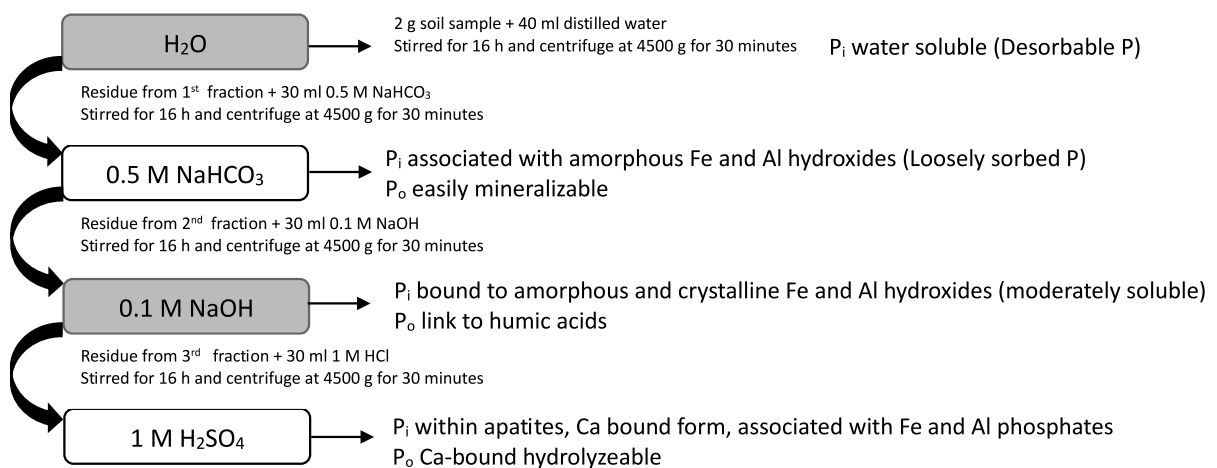 H₂O
2 g soil sample + 40 ml distilled water
Stirred for 16 h and centrifuge at 4500 g for 30 minutes
Pᵢ water soluble (Desorbable P)
Residue from 1ˢᵗ fraction + 30 ml 0.5 M NaHCO₃
Stirred for 16 h and centrifuge at 4500 g for 30 minutes
0.5 M NaHCO₃
Pᵢ associated with amorphous Fe and Al hydroxides (Loosely sorbed P)
Pₒ easily mineralizable
Residue from 2ⁿᵈ fraction + 30 ml 0.1 M NaOH
Stirred for 16 h and centrifuge at 4500 g for 30 minutes
0.1 M NaOH
Pᵢ bound to amorphous and crystalline Fe and Al hydroxides (moderately soluble)
Pₒ link to humic acids
Residue from 3ʳᵈ fraction + 30 ml 1 M HCl
Stirred for 16 h and centrifuge at 4500 g for 30 minutes
1 M H₂SO₄
Pᵢ within apatites, Ca bound form, associated with Fe and Al phosphates
Pₒ Ca-bound hydrolyzeable